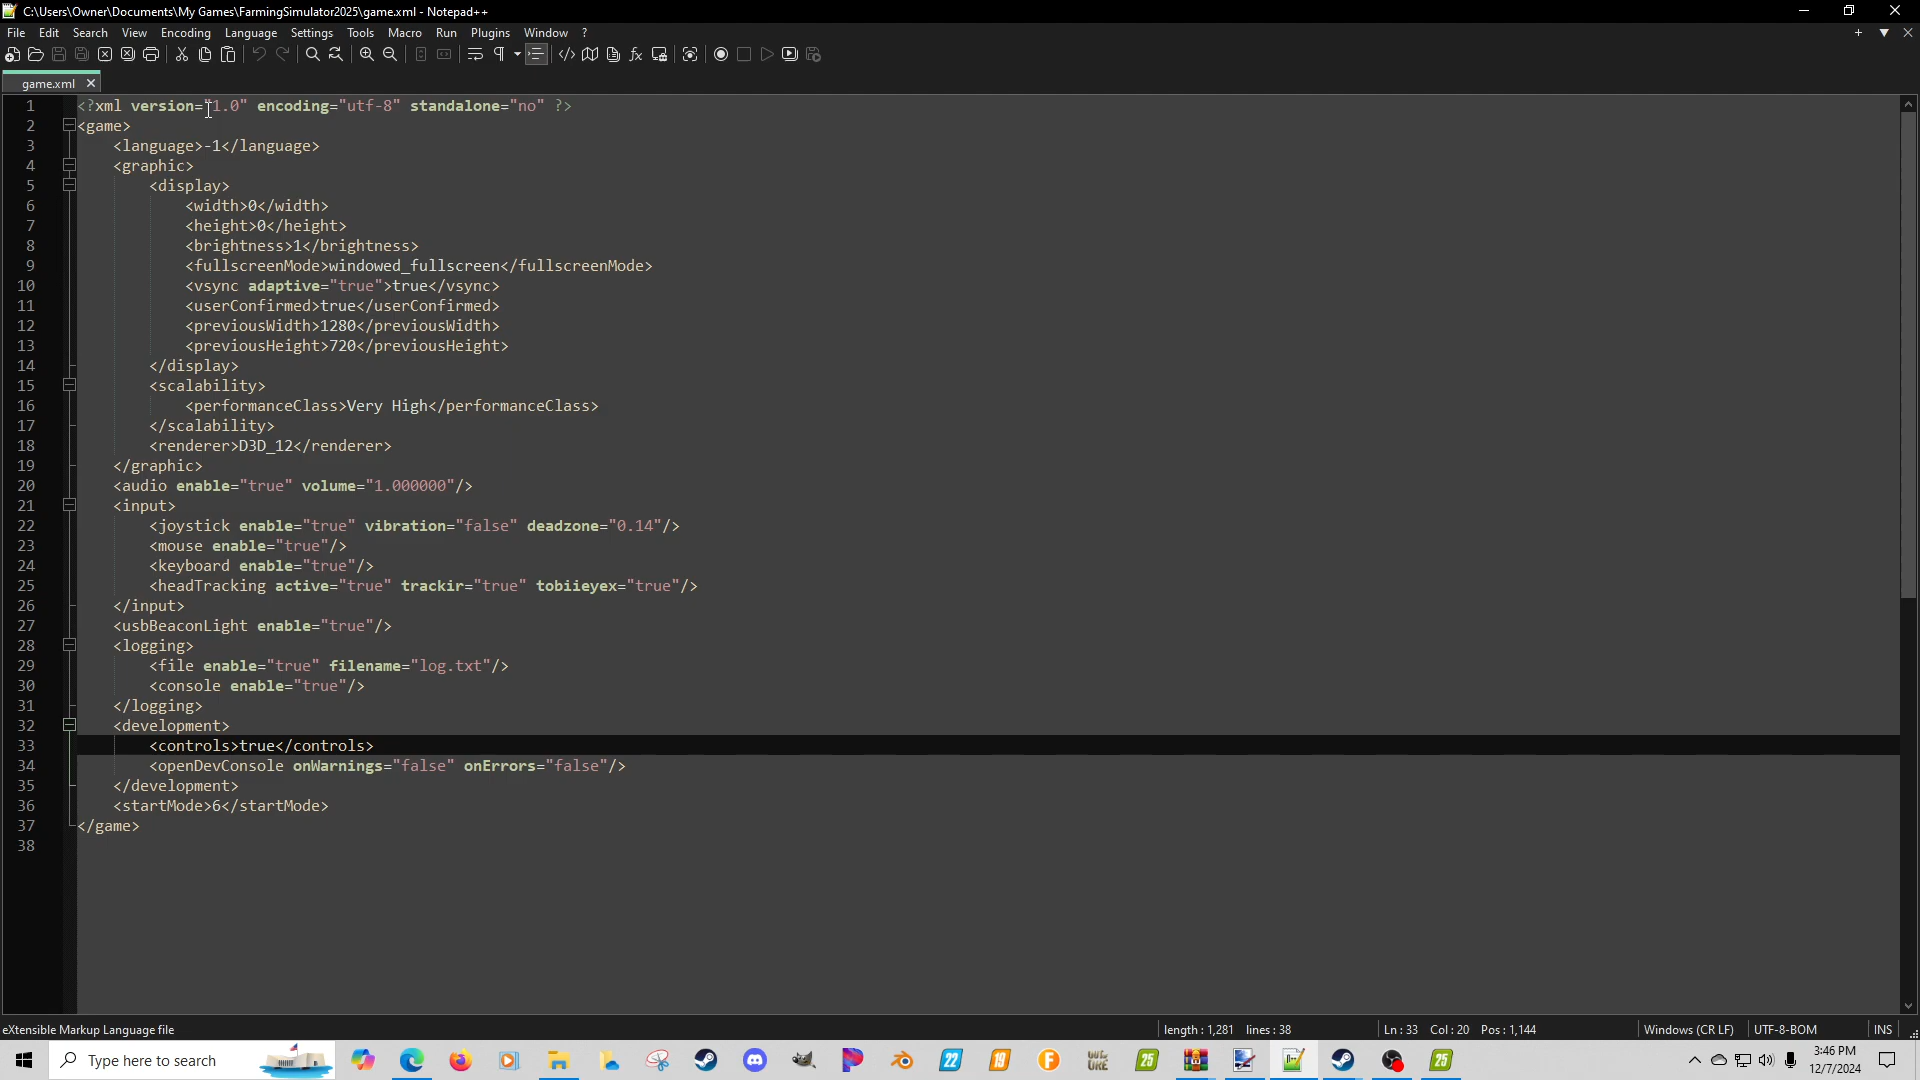 C:\Users\Owner\Documents\My Games\FarmingSimulator2025\game.xml - Notepad++
File Edit Search View Encoding Language Settings Tools Macro Run Plugins Window ?
game.xml
1 <?xml version="1.0" encoding="utf-8" standalone="no" ?>
2 <game>
3 <language>-1</language>
4 <graphic>
5 <display>
6 <width>0</width>
7 <height>0</height>
8 <brightness>1</brightness>
9 <fullscreenMode>windowed_fullscreen</fullscreenMode>
10 <vsync adaptive="true">true</vsync>
11 <userConfirmed>true</userConfirmed>
12 <previousWidth>1280</previousWidth>
13 <previousHeight>720</previousHeight>
14 </display>
15 <scalability>
16 <performanceClass>Very High</performanceClass>
17 </scalability>
18 <renderer>D3D_12</renderer>
19 </graphic>
20 <audio enable="true" volume="1.000000"/>
21 <input>
22 <joystick enable="true" vibration="false" deadzone="0.14"/>
23 <mouse enable="true"/>
24 <keyboard enable="true"/>
25 <headTracking active="true" trackir="true" tobiieyex="true"/>
26 </input>
27 <usbBeaconLight enable="true"/>
28 <logging>
29 <file enable="true" filename="log.txt"/>
30 <console enable="true"/>
31 </logging>
32 <development>
33 <controls>true</controls>
34 <openDevConsole onWarnings="false" onErrors="false"/>
35 </development>
36 <startMode>6</startMode>
37 </game>
38
eXtensible Markup Language file length : 1,281 lines : 38 Ln : 33 Col : 20 Pos : 1,144 Windows (CR LF) UTF-8-BOM INS
Type here to search 22 19 25 25 3:46 PM
12/7/2024